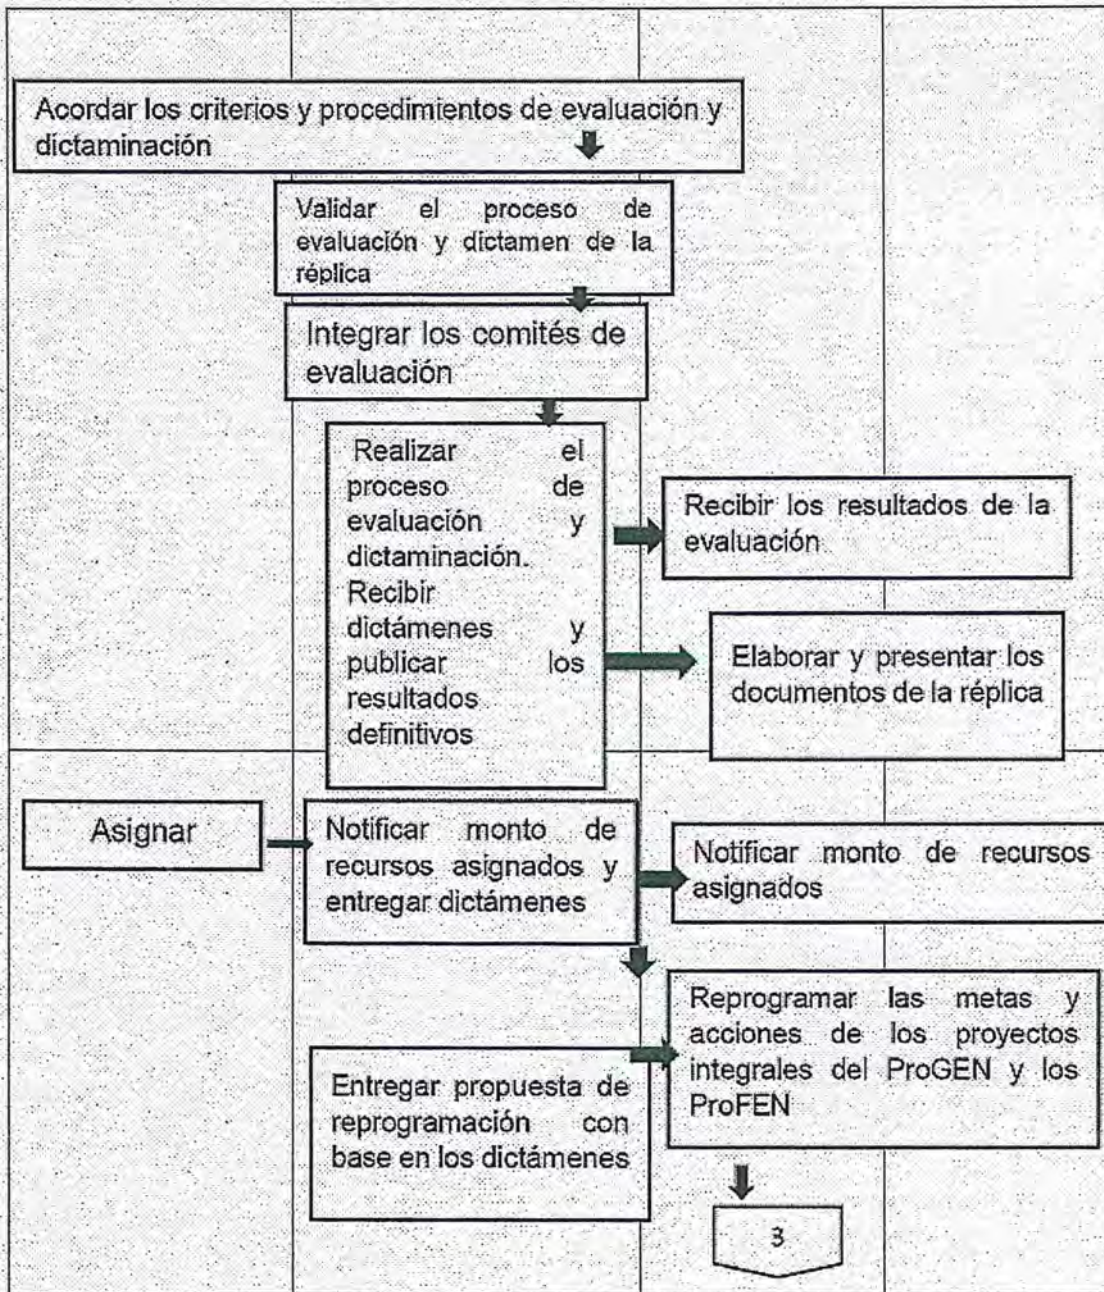 Acordar los criterios y procedimientos de evaluación y
dictaminación
Validar el proceso de
evaluación y dictamen de la
réplica
Integrar los comités de
evaluación
Realizar el
proceso de
evaluación y
dictaminación.
Recibir
dictámenes y
publicar los
resultados
definitivos
Recibir los resultados de la
evaluación
Elaborar y presentar los
documentos de la réplica
Asignar
Notificar monto de
recursos asignados y
entregar dictámenes
Notificar monto de recursos
asignados
Reprogramar las metas y
acciones de los proyectos
integrales del ProGEN y los
ProFEN
Entregar propuesta de
reprogramación con
base en los dictámenes
3